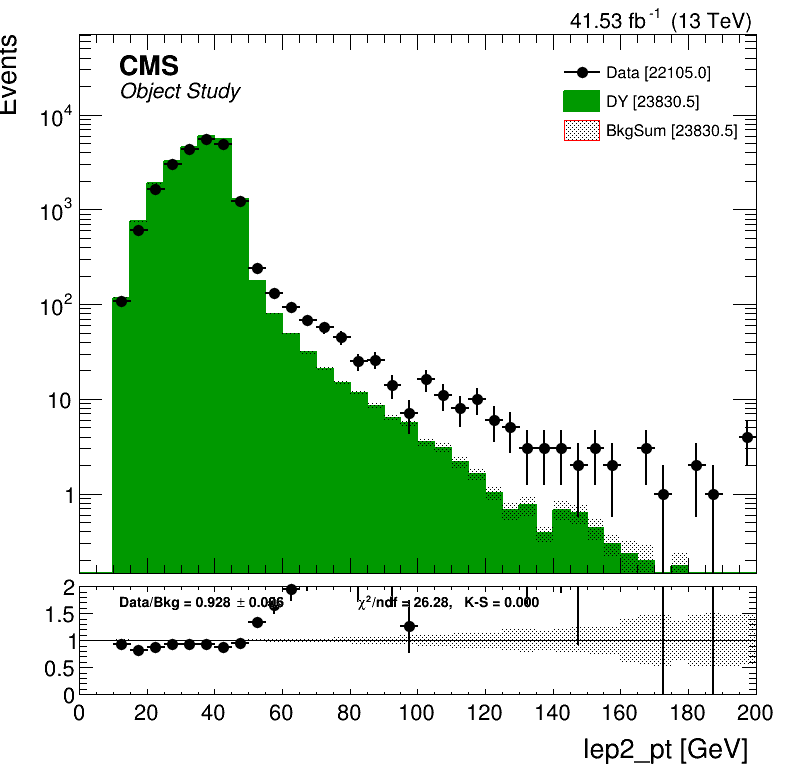 41.53 fb⁻¹ (13 TeV)
Events
CMS
Object Study
Data [22105.0]
DY [23830.5]
BkgSum [23830.5]
10⁴
10³
10²
10
1
Data/Bkg = 0.928 ±
χ²/ndf = 26.28, K-S = 0.000
2
1.5
1
0.5
0
0 20 40 60 80 100 120 140 160 180 200
lep2_pt [GeV]